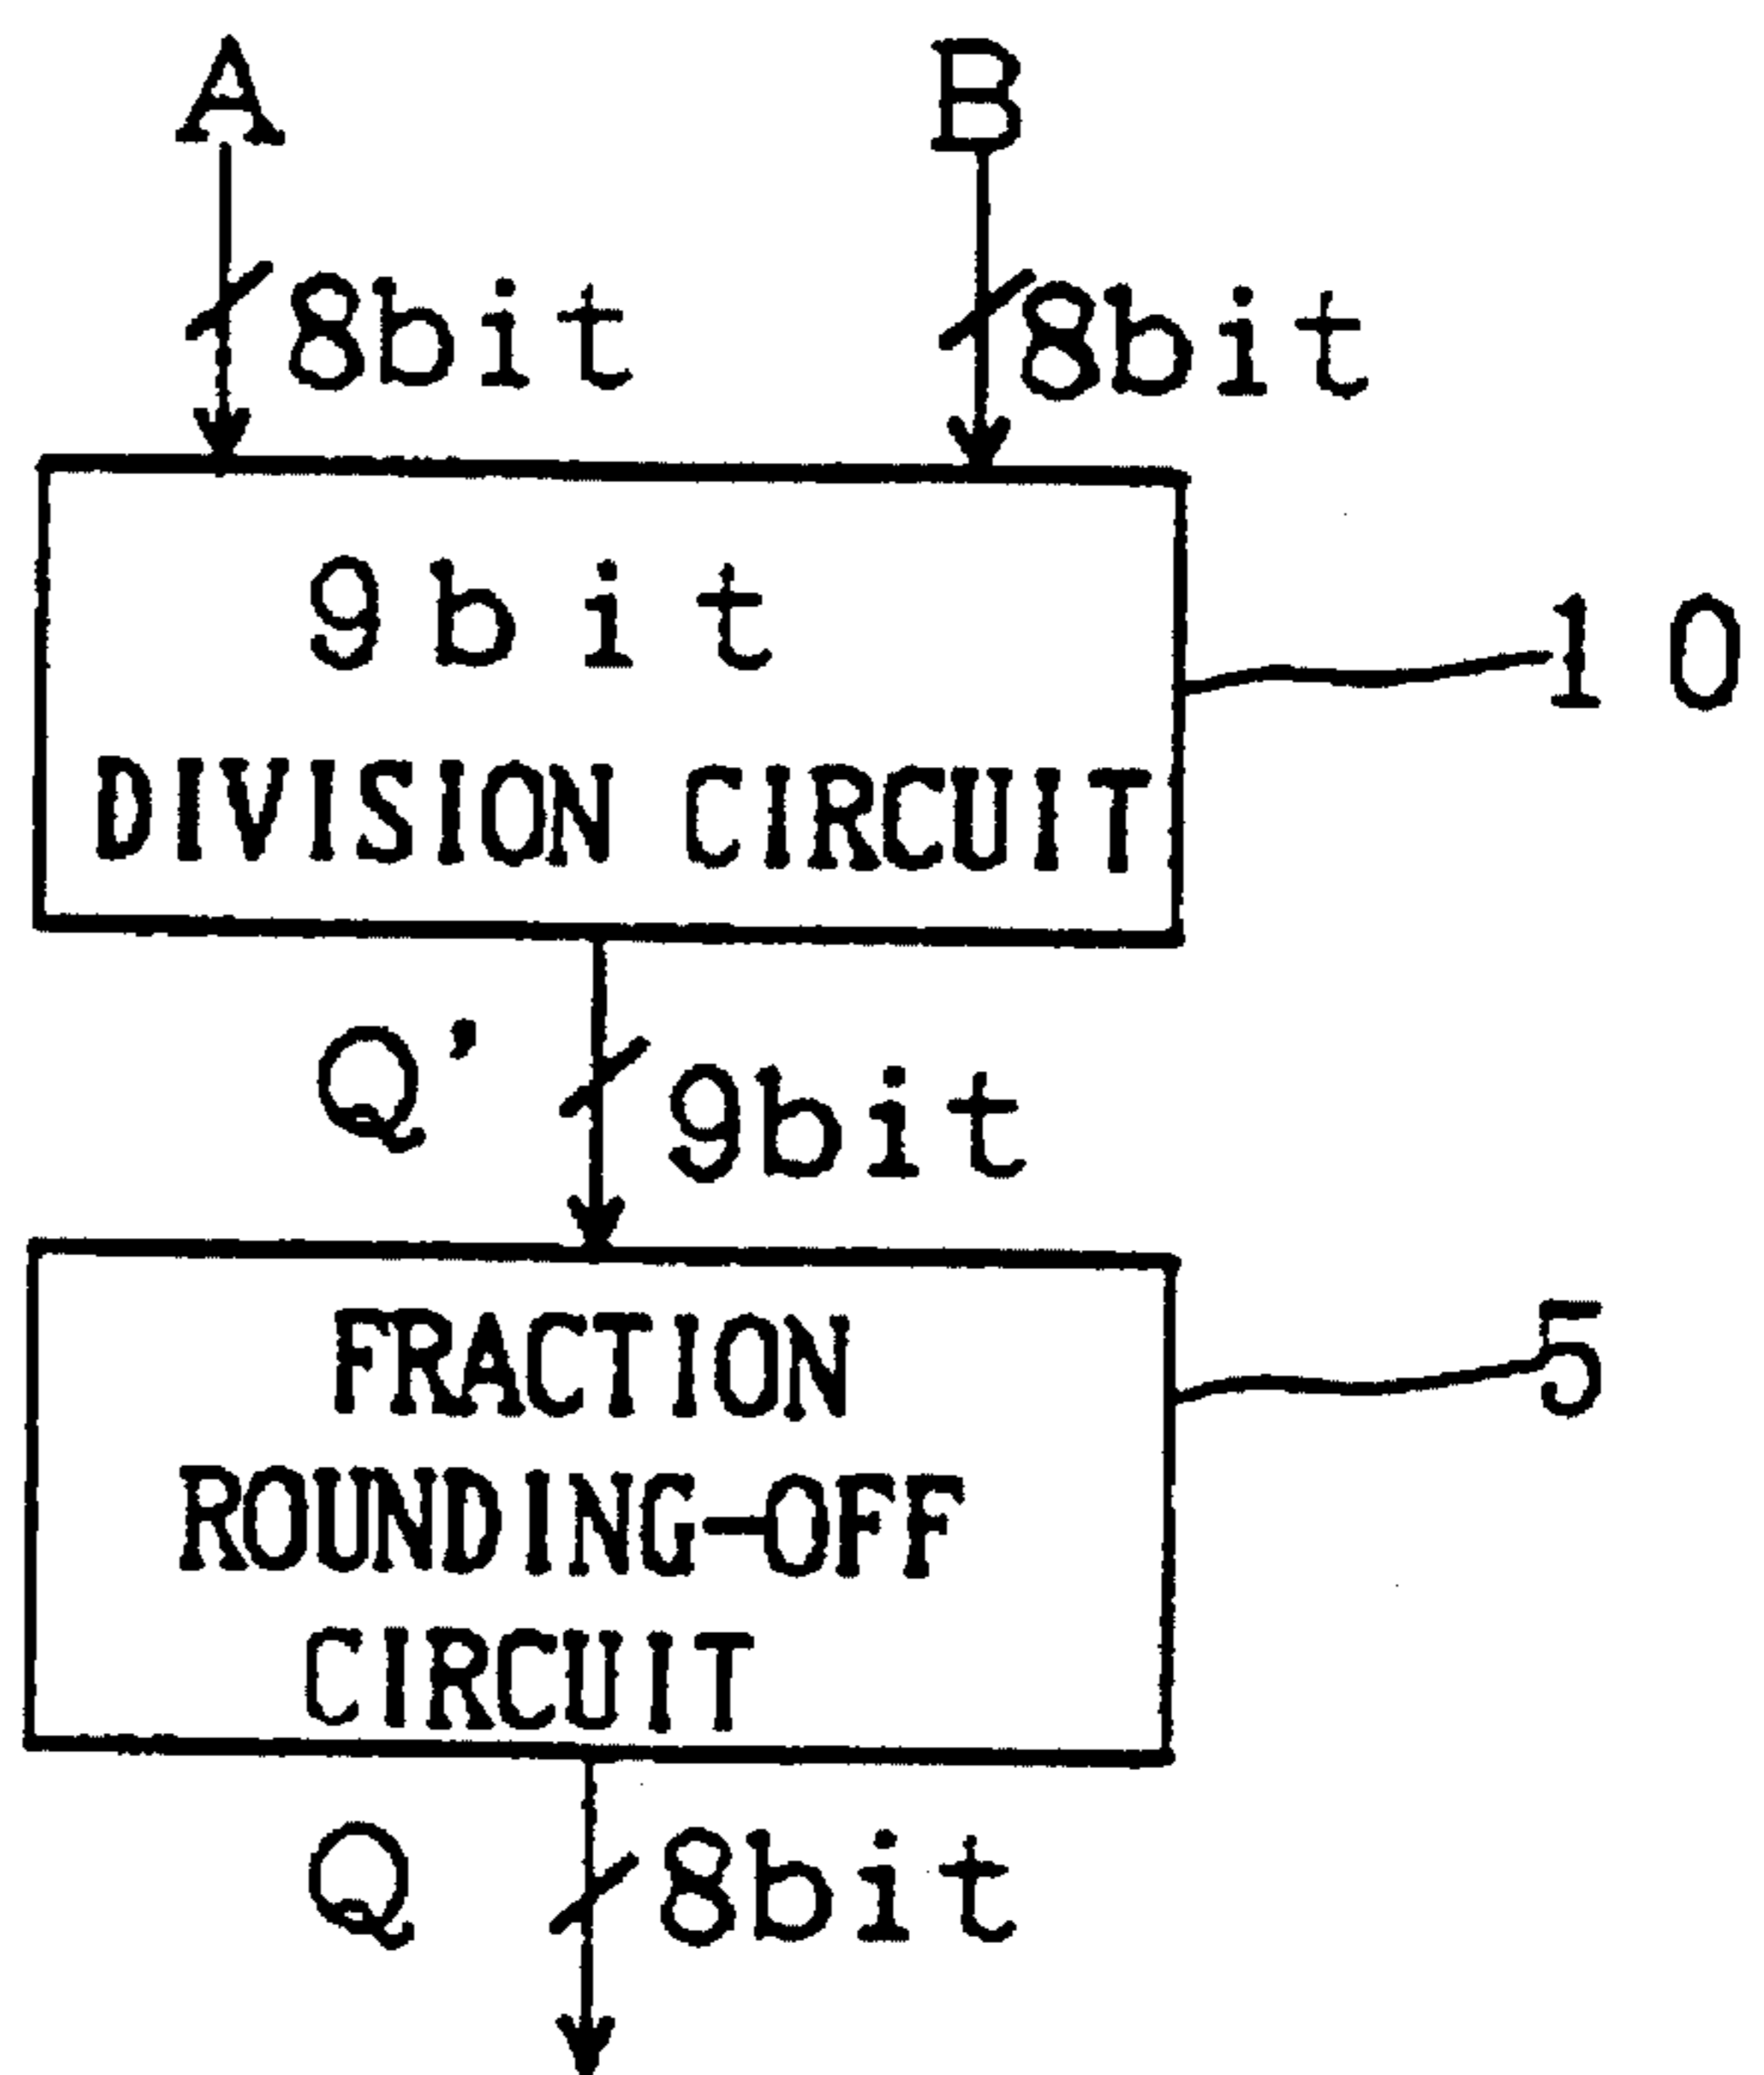 A B
8bit 8bit
9bit
DIVISION CIRCUIT
10
Q' 9bit
FRACTION
ROUNDING-OFF
CIRCUIT
5
Q 8bit